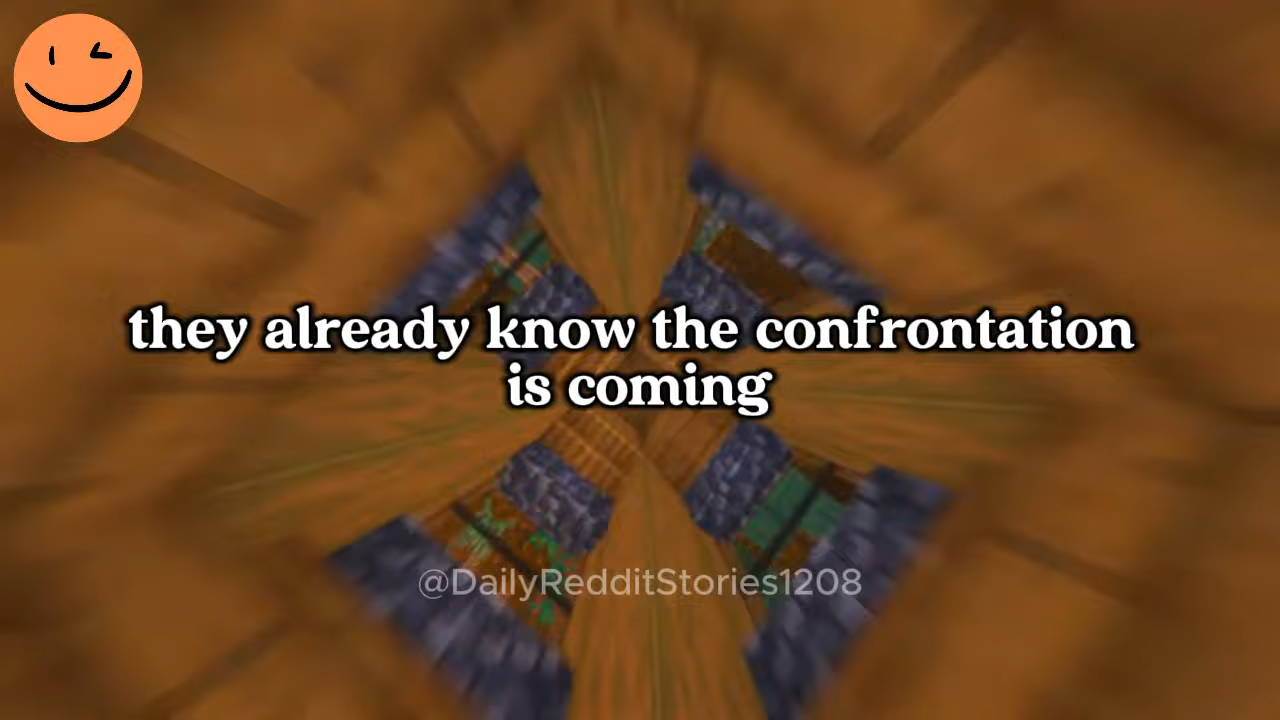 they already know the confrontation
is coming
@DailyRedditStories1208